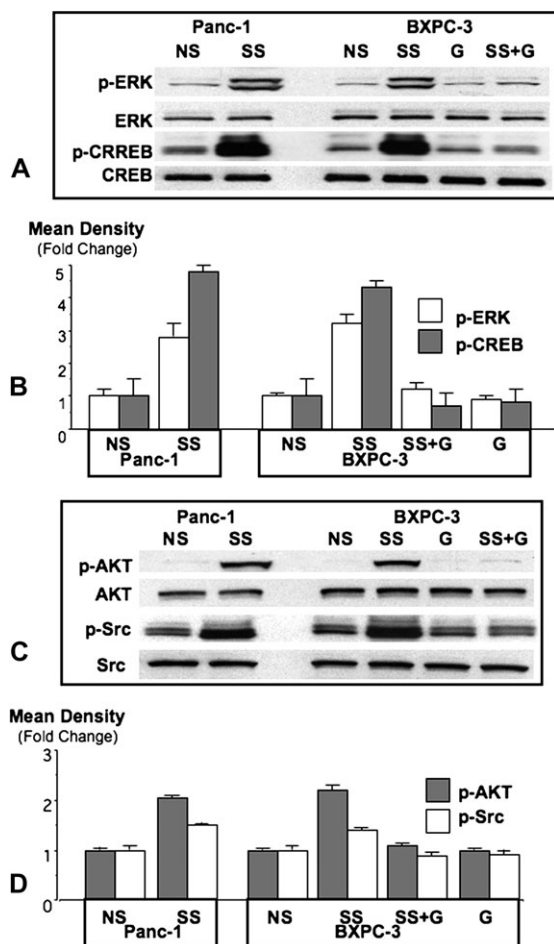 Panc-1 BXPC-3
NS SS NS SS G SS+G
p-ERK
ERK
p-CRREB
CREB
A
Mean Density
(Fold Change)
5
4
3
2
1
0
p-ERK
p-CREB
B
NS SS NS SS SS+G G
Panc-1 BXPC-3
Panc-1 BXPC-3
NS SS NS SS G SS+G
p-AKT
AKT
p-Src
Src
C
Mean Density
(Fold Change)
3
2
1
0
p-AKT
p-Src
D
NS SS NS SS SS+G G
Panc-1 BXPC-3